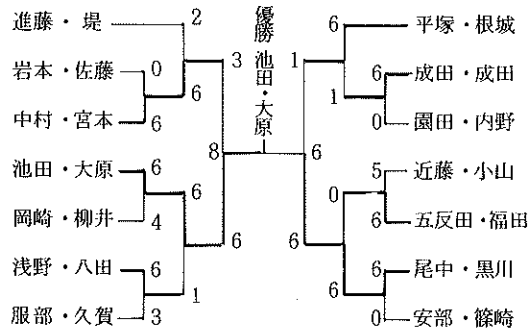 優勝 池田・大原
進藤・堤
岩本・佐藤
中村・宮本
池田・大原
岡崎・柳井
浅野・八田
服部・久賀
2
0
6
6
6
4
6
3
6
1
3
6
8
6
1
6
6
1
0
6
6
0
5
6
6
0
平塚・根城
成田・成田
園田・内野
近藤・小山
五反田・福田
尾中・黒川
安部・篠崎